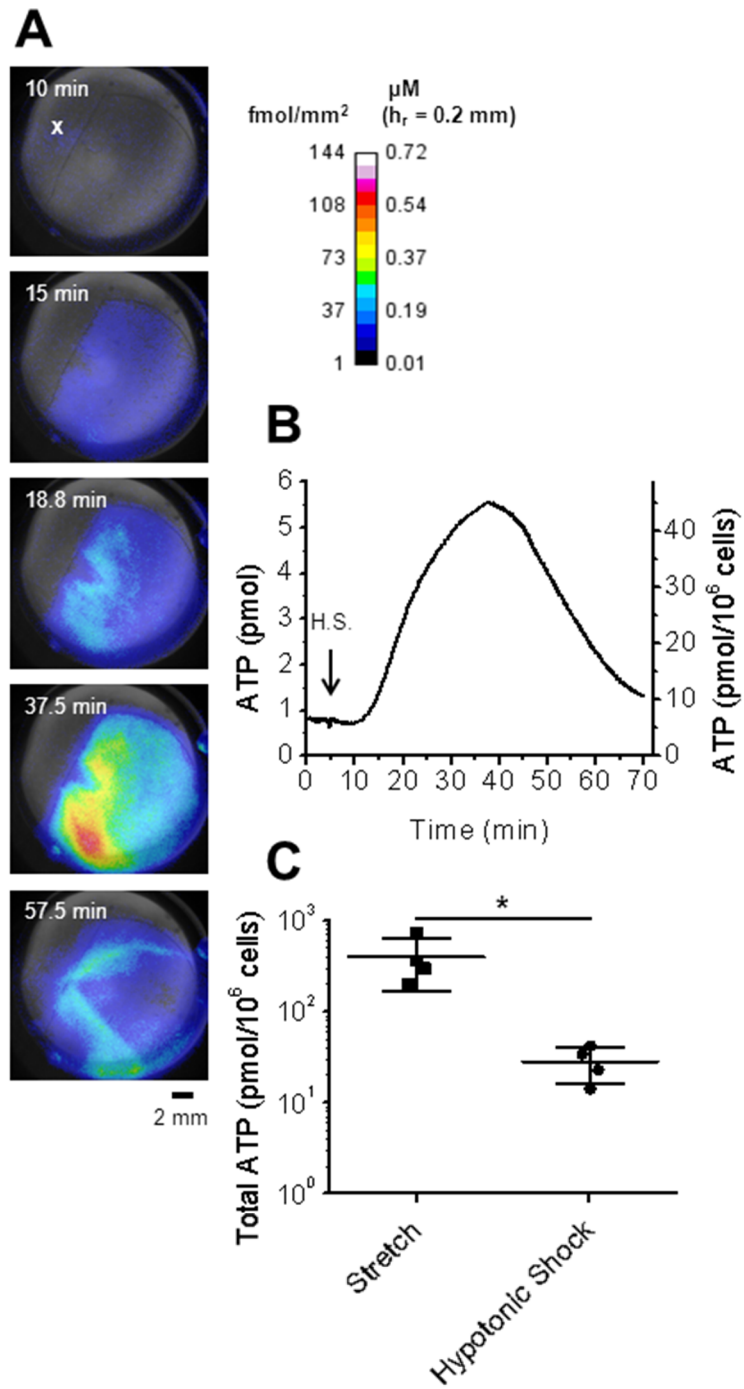 A
10 min
x
15 min
18.8 min
37.5 min
57.5 min
2 mm
fmol/mm²
µM
(hr = 0.2 mm)
144 0.72
108 0.54
73 0.37
37 0.19
1 0.01
B
6
5
4
3
2
1
0
ATP (pmol)
H.S.
40
30
20
10
0
ATP (pmol/10⁶ cells)
0 10 20 30 40 50 60 70
Time (min)
C
*
10³
10²
10¹
10⁰
Total ATP (pmol/10⁶ cells)
Stretch
Hypotonic Shock